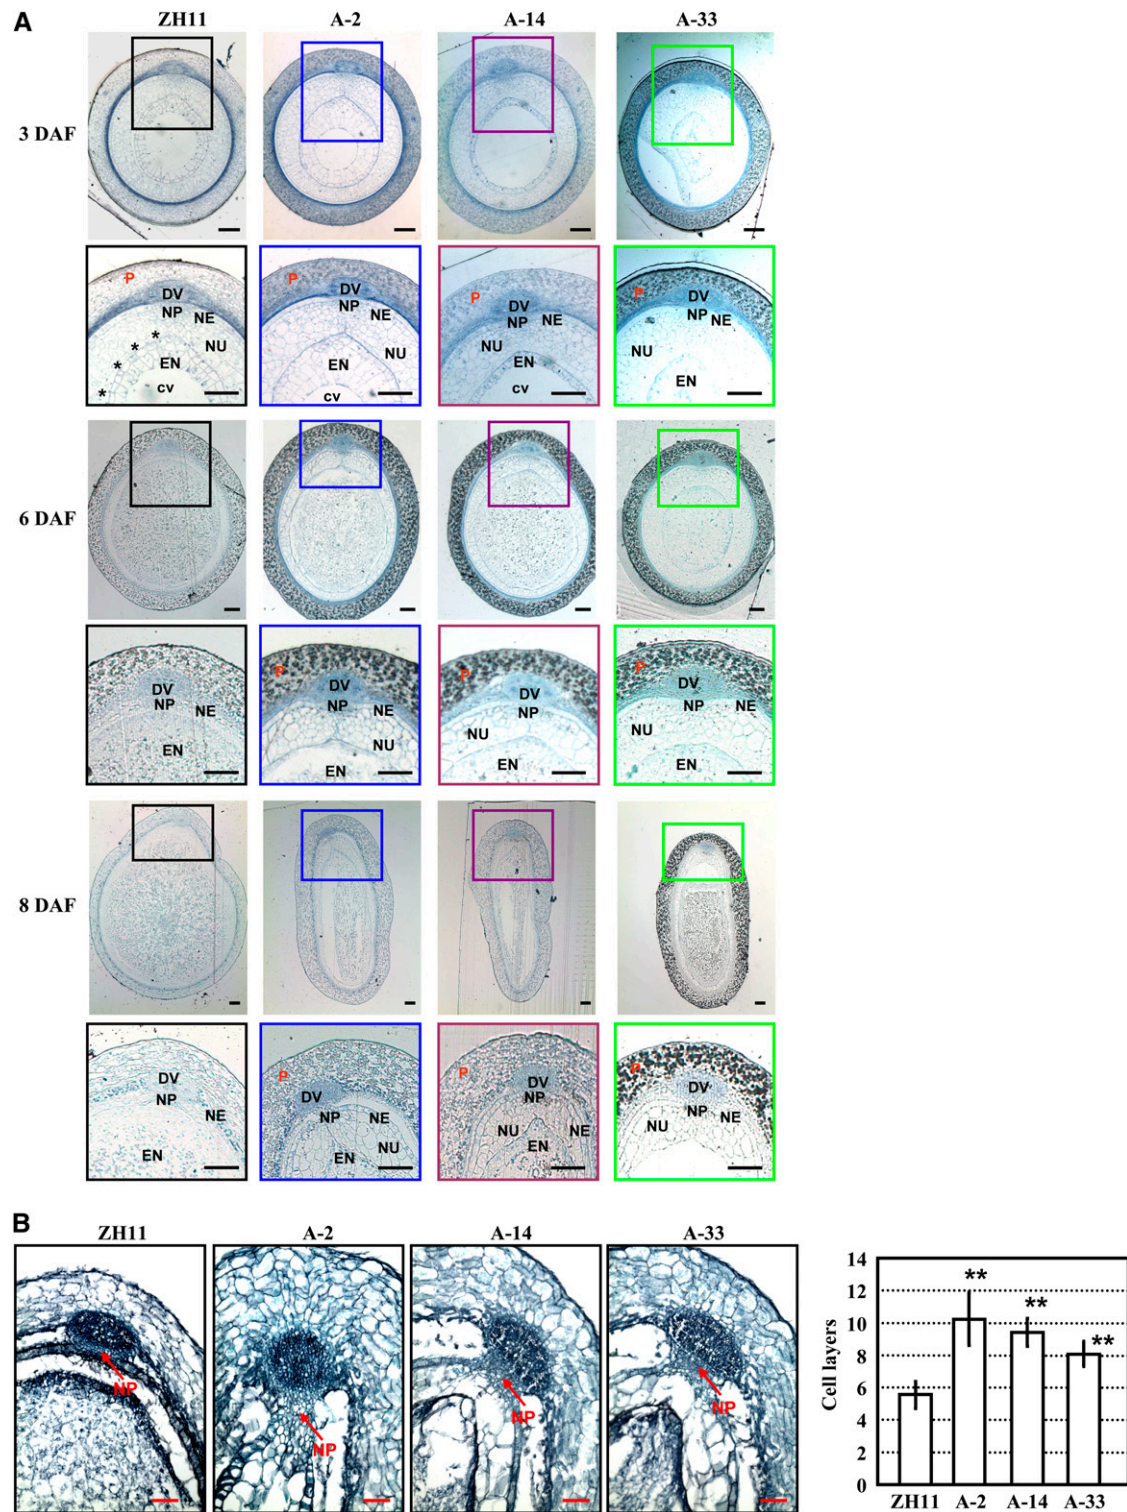 A
ZH11 A-2 A-14 A-33
3 DAF
P DV NP NE NU EN cv * * * *
P DV NP NE NU EN cv
P DV NP NE NU EN cv
P DV NP NE NU EN
6 DAF
DV NP NE EN
P DV NP NE NU EN
P DV NP NE NU EN
P DV NP NE NU EN
8 DAF
DV NP NE EN
P DV NP NE NU EN
P DV NP NU NE EN
DV NP NE NU
B
ZH11 A-2 A-14 A-33
NP NP NP NP
Cell layers
14
12
10
8
6
4
2
0
** ** **
ZH11 A-2 A-14 A-33